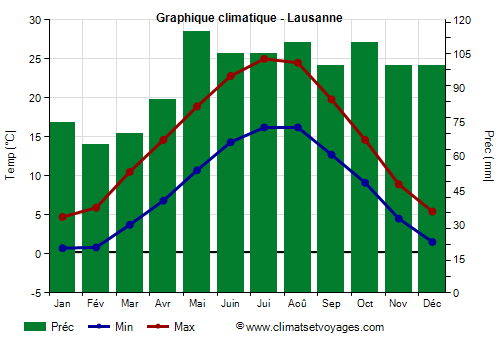 Graphique climatique - Lausanne
30
25
20
15
10
5
0
-5
Temp (°C)
120
105
90
75
60
45
30
15
0
Préc (mm)
Jan Fév Mar Avr Mai Juin Jui Aoû Sep Oct Nov Déc
Préc Min Max
©www.climatsetvoyages.com/